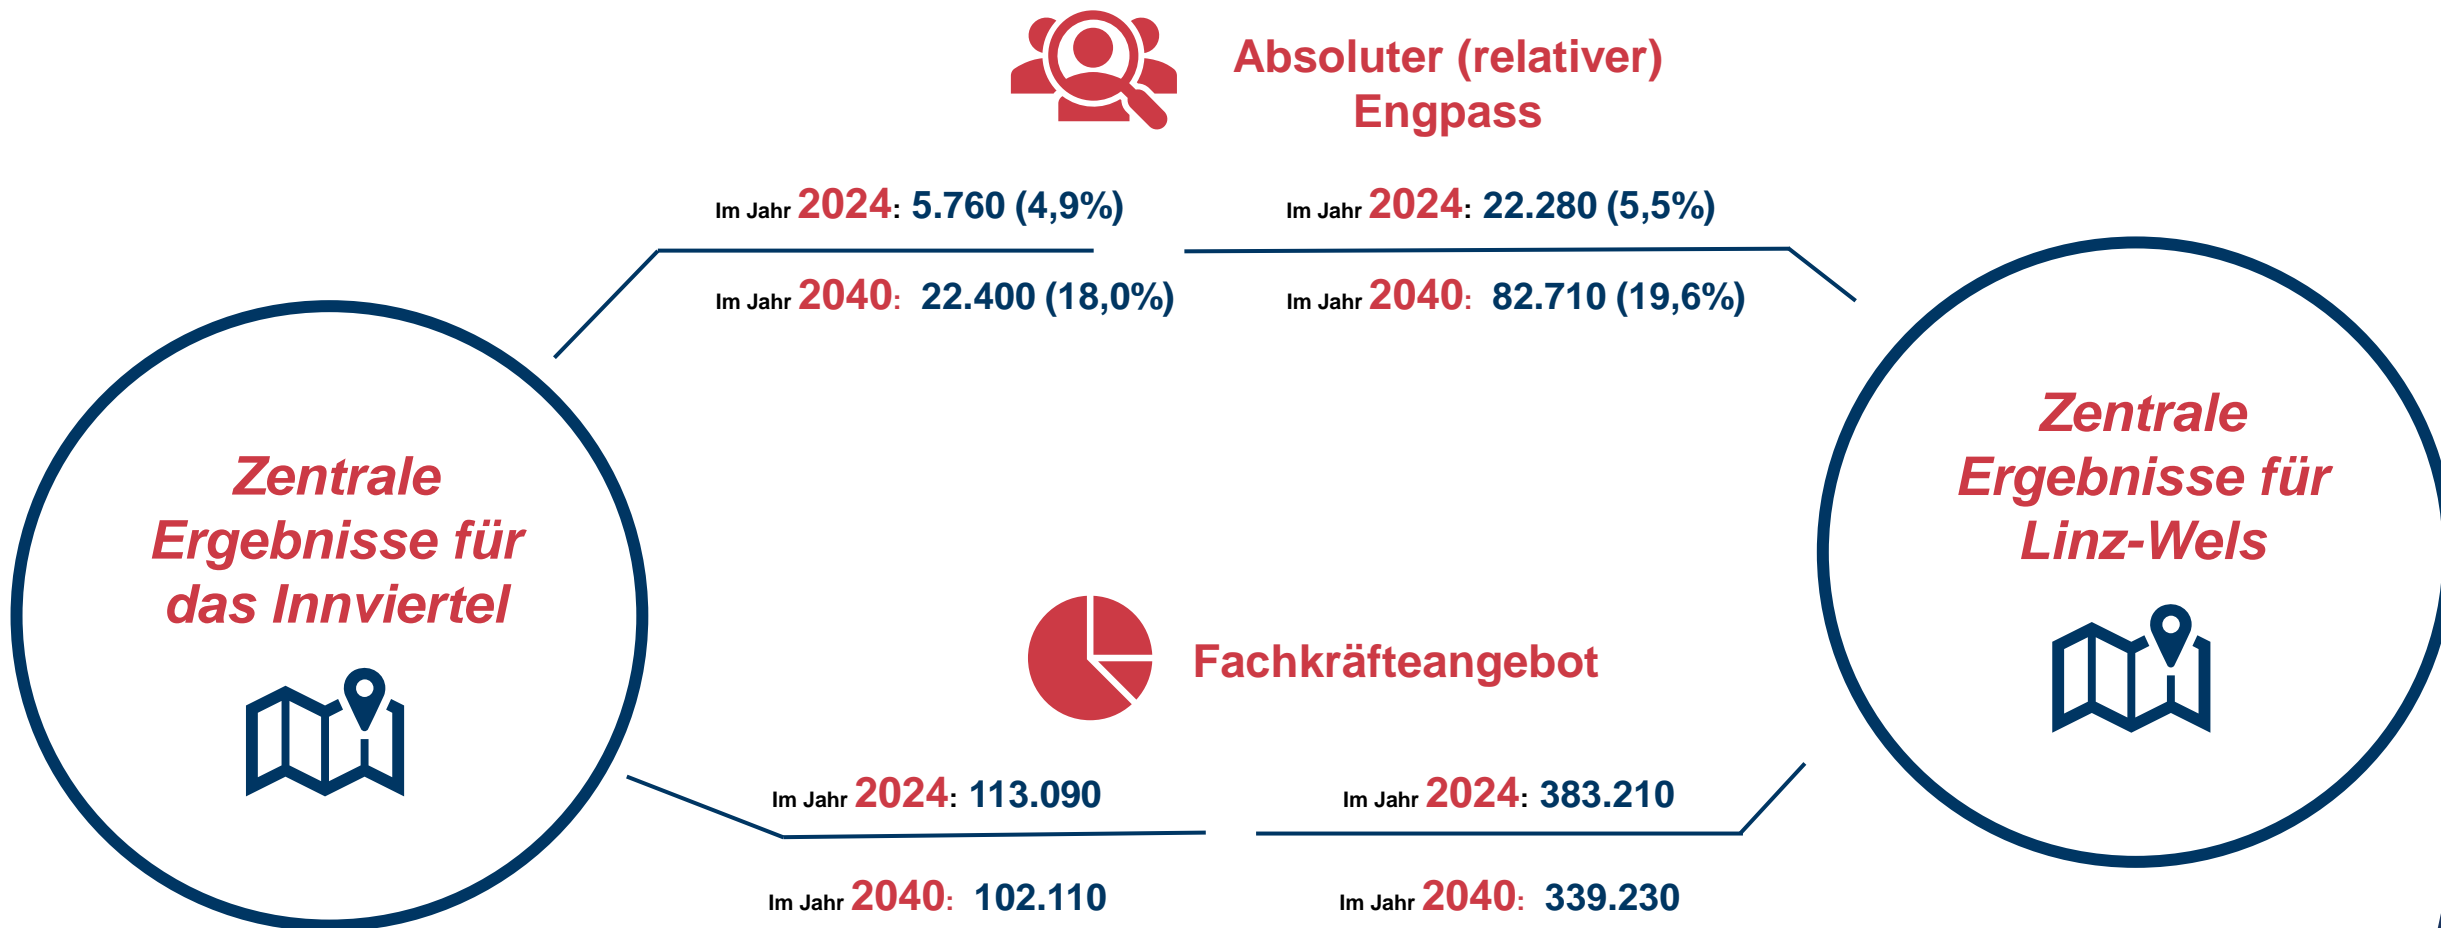 Absoluter (relativer)
Engpass
Im Jahr 2024: 5.760 (4,9%)
Im Jahr 2024: 22.280 (5,5%)
Im Jahr 2040: 22.400 (18,0%)
Im Jahr 2040: 82.710 (19,6%)
Zentrale
Ergebnisse für
das Innviertel
Zentrale
Ergebnisse für
Linz-Wels
Fachkräfteangebot
Im Jahr 2024: 113.090
Im Jahr 2024: 383.210
Im Jahr 2040: 102.110
Im Jahr 2040: 339.230